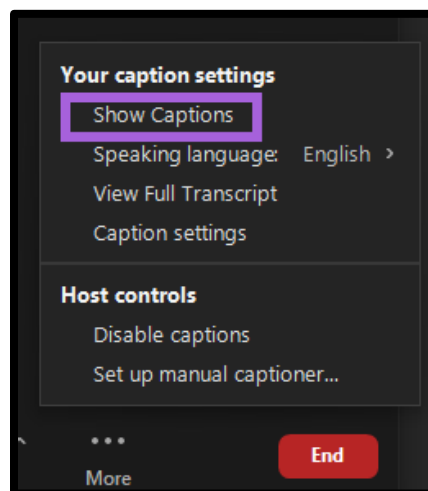 Your caption settings
Show Captions
Speaking language: English >
View Full Transcript
Caption settings
Host controls
Disable captions
Set up manual captioner...
More
End